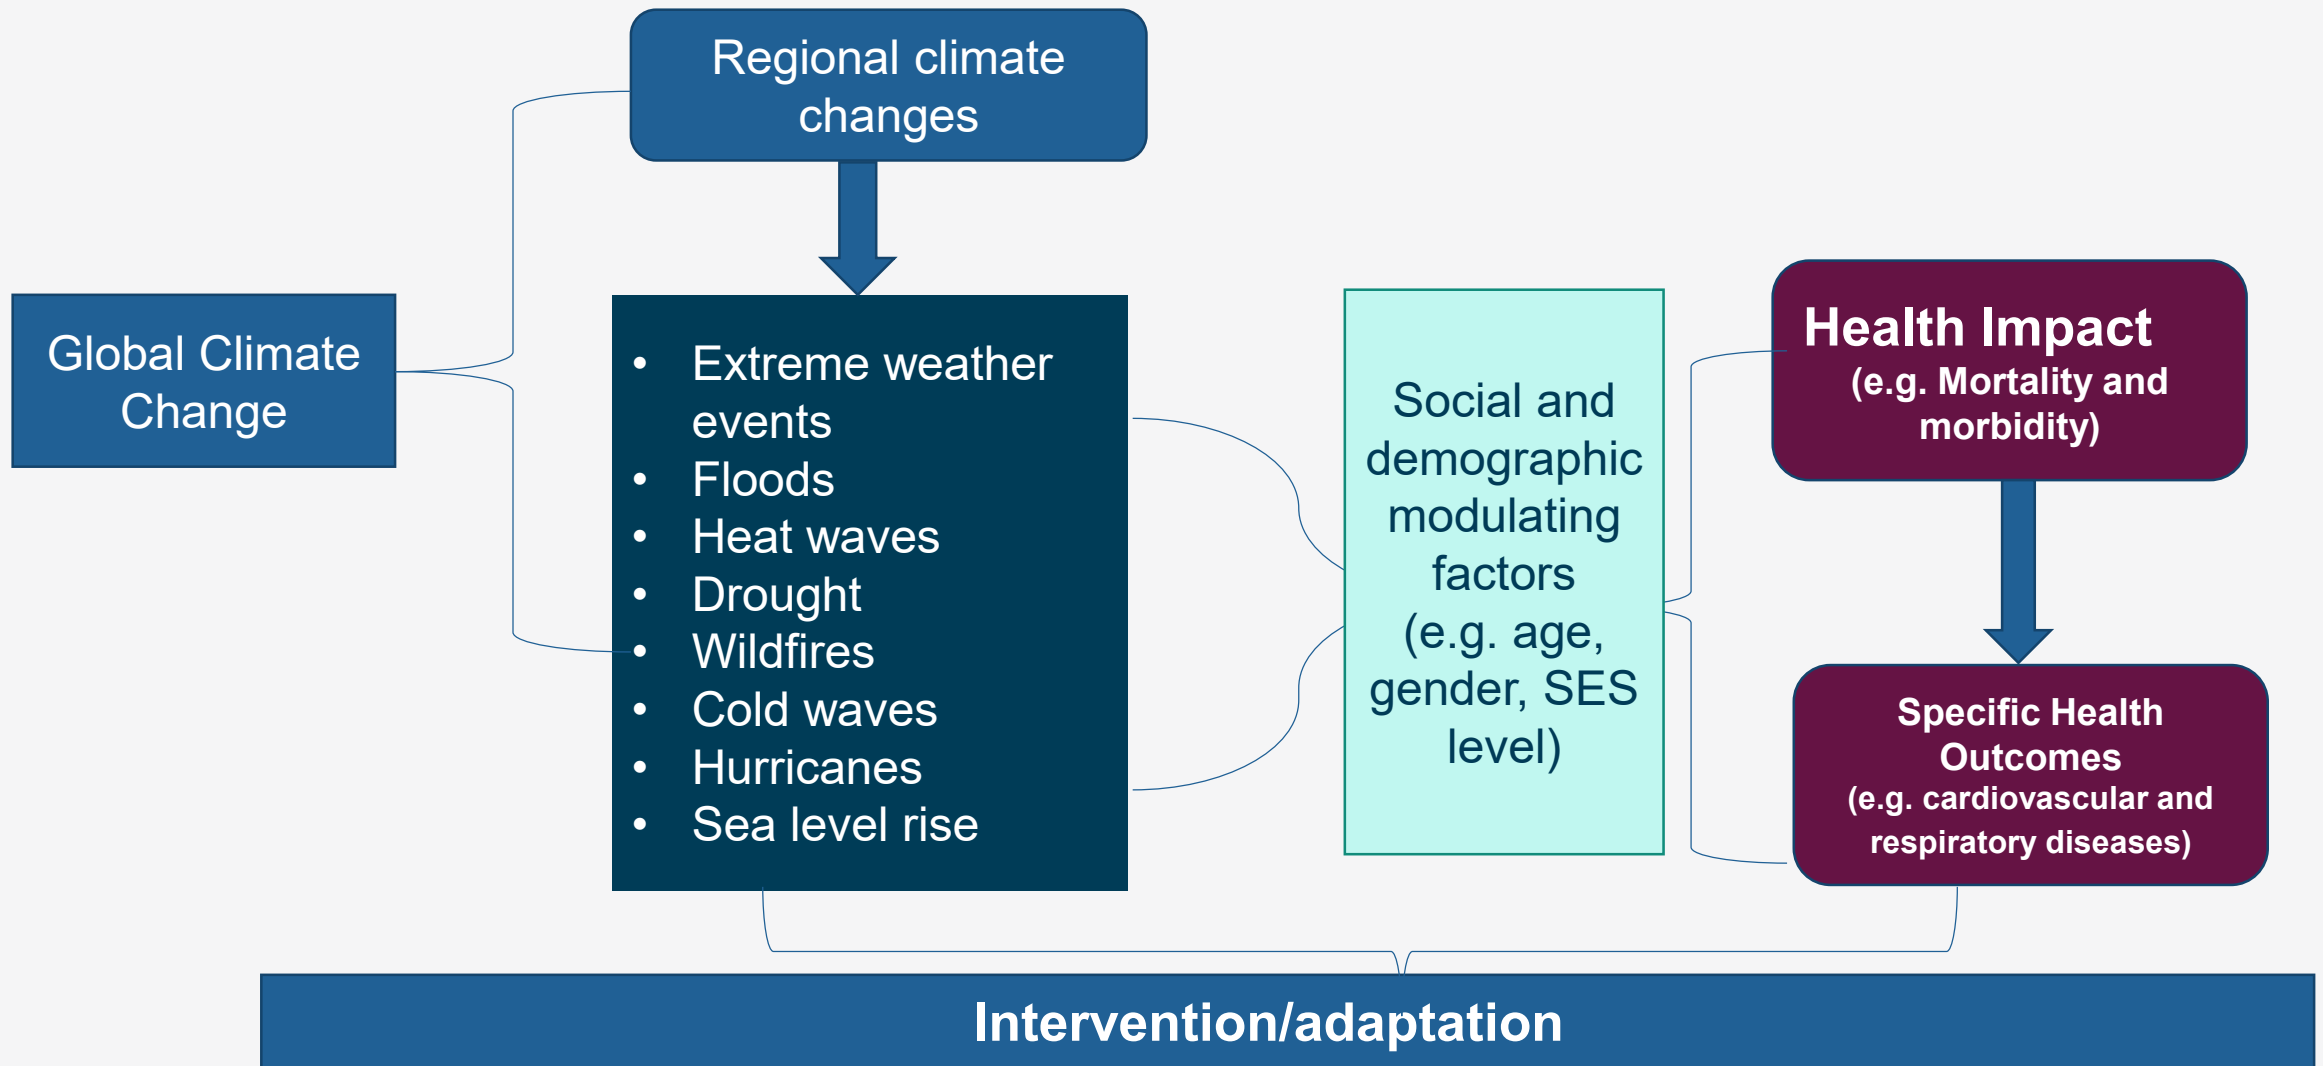 Regional climate
changes
Global Climate
Change
• Extreme weather
events
• Floods
• Heat waves
• Drought
• Wildfires
• Cold waves
• Hurricanes
• Sea level rise
Social and
demographic
modulating
factors
(e.g. age,
gender, SES
level)
Health Impact
(e.g. Mortality and
morbidity)
Specific Health
Outcomes
(e.g. cardiovascular and
respiratory diseases)
Intervention/adaptation